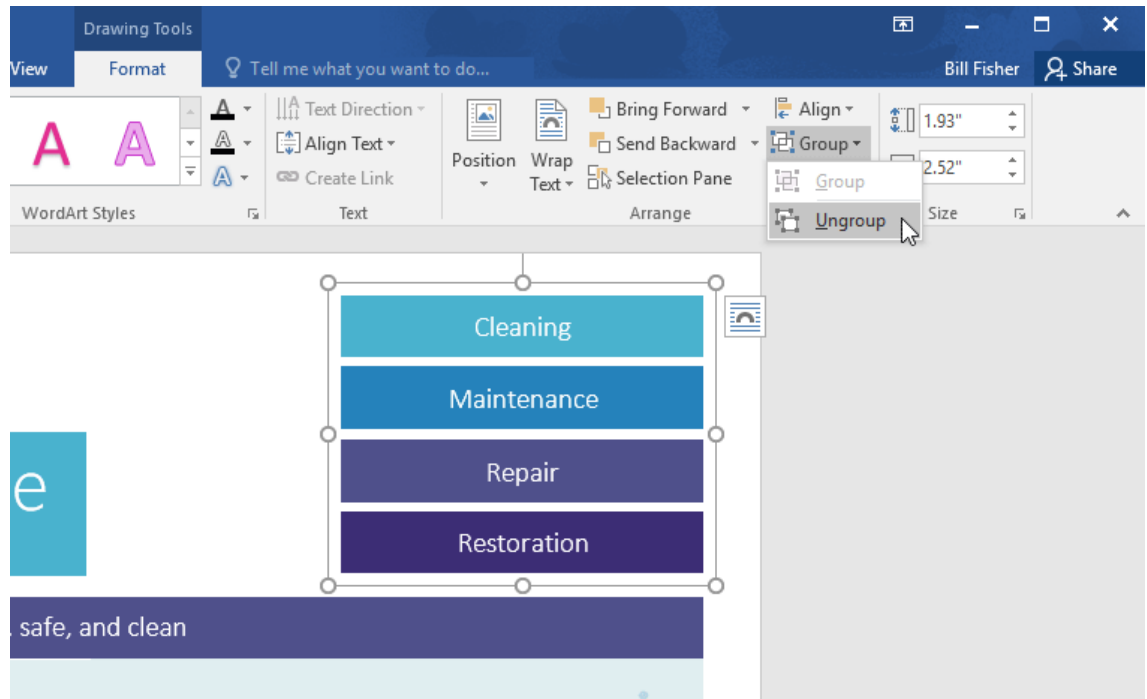 Drawing Tools
View Format Tell me what you want to do... Bill Fisher Share
A A A Text Direction Bring Forward Align 1.93"
A Align Text Position Wrap Text Send Backward Group 2.52"
A Create Link Selection Pane Group
WordArt Styles Text Arrange Size
Ungroup
Cleaning
Maintenance
Repair
e
Restoration
. safe, and clean